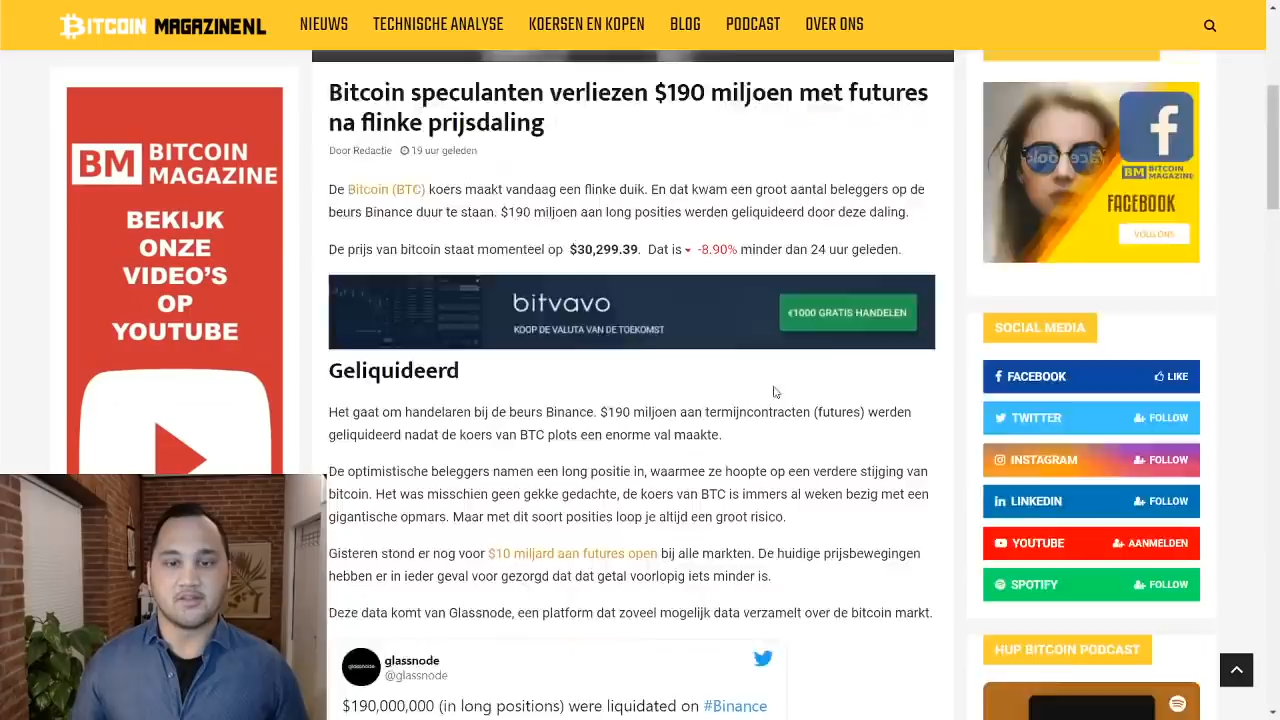 BITCOIN MAGAZINENL
NIEUWS TECHNISCHE ANALYSE KOERSEN EN KOPEN BLOG PODCAST OVER ONS
BM BITCOIN
MAGAZINE
BEKIJK
ONZE
VIDEO'S
OP
YOUTUBE
Bitcoin speculanten verliezen $190 miljoen met futures
na flinke prijsdaling
Door Redactie 19 uur geleden
De Bitcoin (BTC) koers maakt vandaag een flinke duik. En dat kwam een groot aantal beleggers op de
beurs Binance duur te staan. $190 miljoen aan long posities werden geliquideerd door deze daling.
De prijs van bitcoin staat momenteel op $30,299.39. Dat is -8.90% minder dan 24 uur geleden.
bitvavo
KOOP DE VALUTA VAN DE TOEKOMST
€1000 GRATIS HANDELEN
Geliquideerd
Het gaat om handelaren bij de beurs Binance. $190 miljoen aan termijncontracten (futures) werden
geliquideerd nadat de koers van BTC plots een enorme val maakte.
De optimistische beleggers namen een long positie in, waarmee ze hoopte op een verdere stijging van
bitcoin. Het was misschien geen gekke gedachte, de koers van BTC is immers al weken bezig met een
gigantische opmars. Maar met dit soort posities loop je altijd een groot risico.
Gisteren stond er nog voor $10 miljard aan futures open bij alle markten. De huidige prijsbewegingen
hebben er in ieder geval voor gezorgd dat dat getal voorlopig iets minder is.
Deze data komt van Glassnode, een platform dat zoveel mogelijk data verzamelt over de bitcoin markt.
glassnode
glassnode
@glassnode
$190,000,000 (in long positions) were liquidated on #Binance
BM BITCOIN
MAGAZINE
FACEBOOK
VOLG ONS
SOCIAL MEDIA
FACEBOOK LIKE
TWITTER FOLLOW
INSTAGRAM FOLLOW
LINKEDIN FOLLOW
YOUTUBE AANMELDEN
SPOTIFY FOLLOW
HUP BITCOIN PODCAST